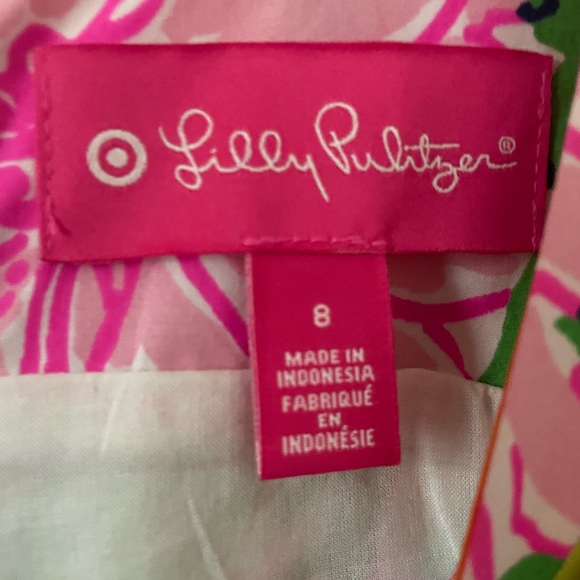 Lilly Pulitzer®
8
MADE IN
INDONESIA
FABRIQUÉ
EN
INDONÉSIE